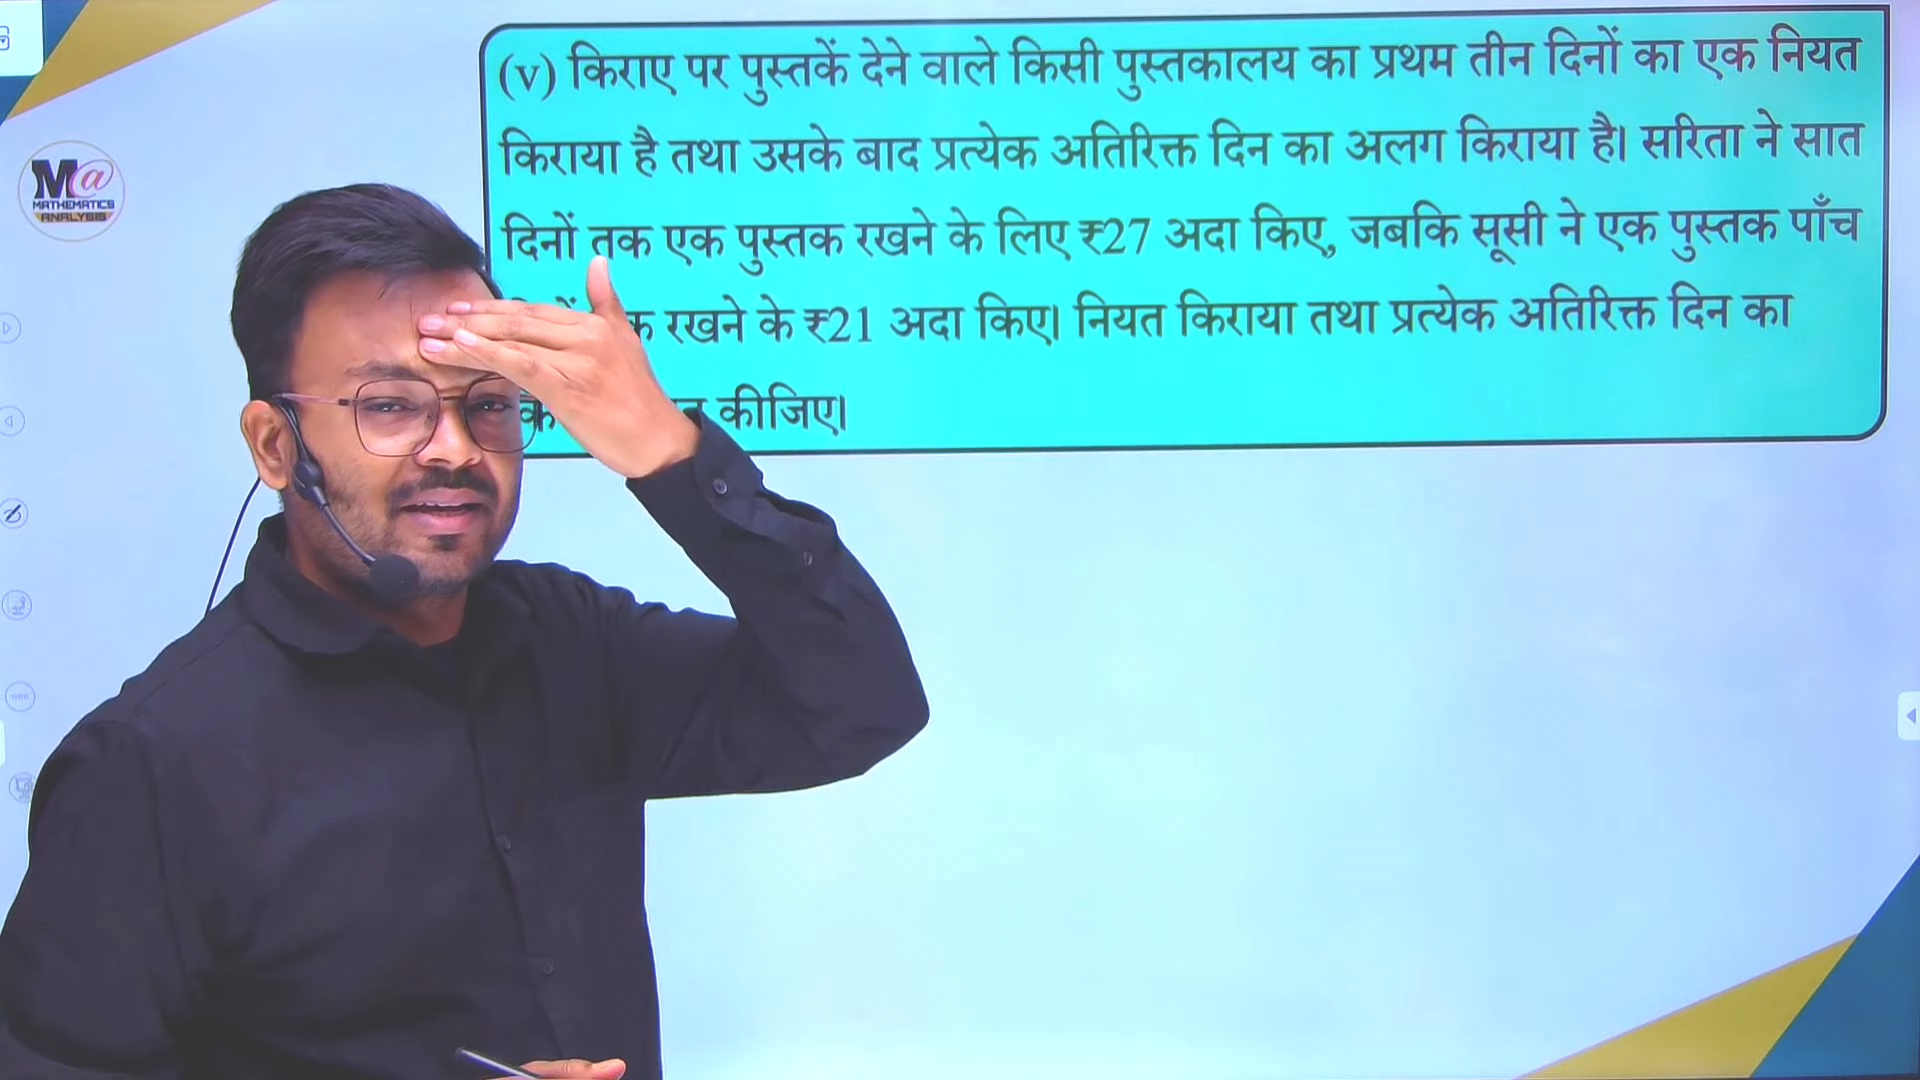 (v) किराए पर पुस्तकें देने वाले किसी पुस्तकालय का प्रथम तीन दिनों का एक नियत
किराया है तथा उसके बाद प्रत्येक अतिरिक्त दिन का अलग किराया है। सरिता ने सात
दिनों तक एक पुस्तक रखने के लिए ₹27 अदा किए, जबकि सूसी ने एक पुस्तक पाँच
रखने के ₹21 अदा किए। नियत किराया तथा प्रत्येक अतिरिक्त दिन का
कीजिए।
M@
MATHEMATICS
ANALYSIS